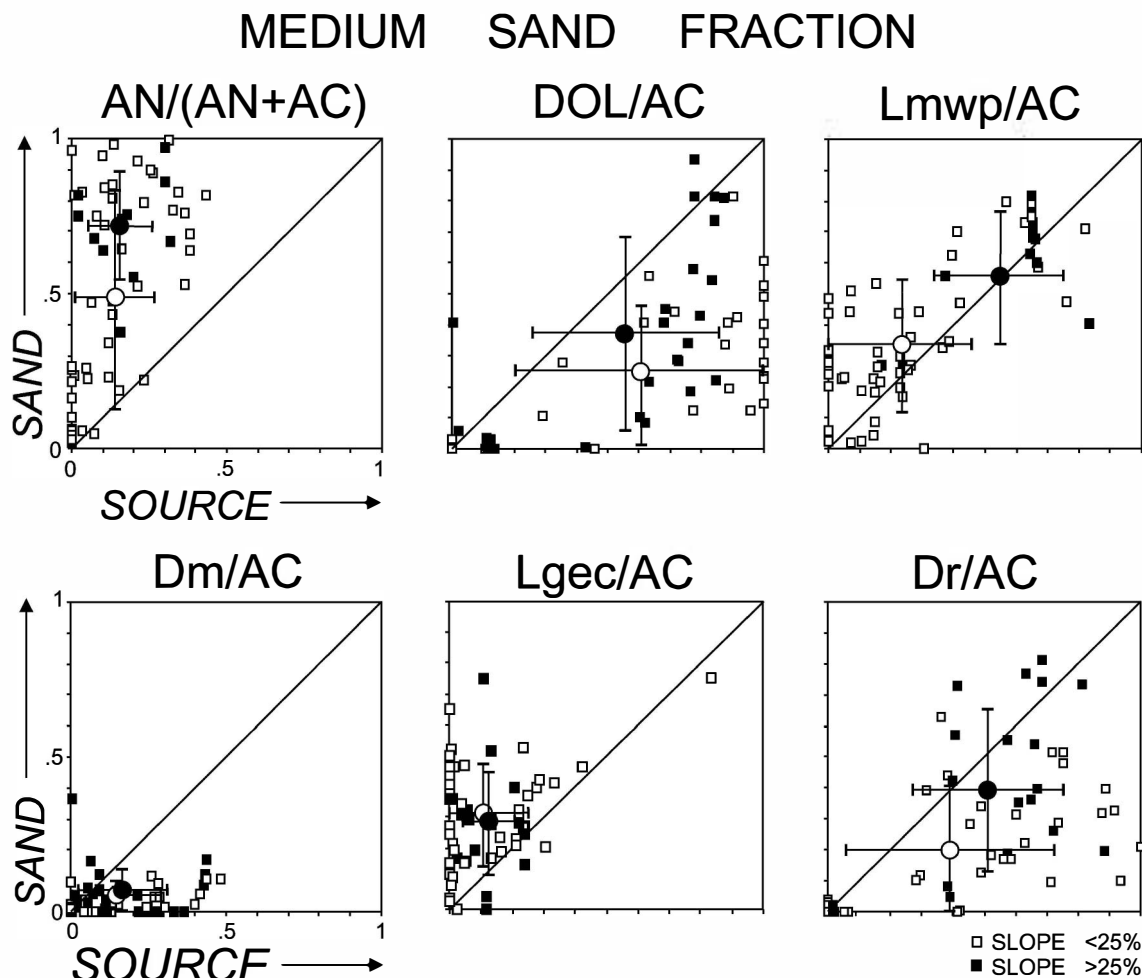 MEDIUM SAND FRACTION
AN/(AN+AC) DOL/AC Lmwp/AC
1
.5
0
SAND
0 .5 1
SOURCE
Dm/AC Lgec/AC Dr/AC
1
.5
0
SAND
0 .5 1
SOURCE
SLOPE <25%
SLOPE >25%